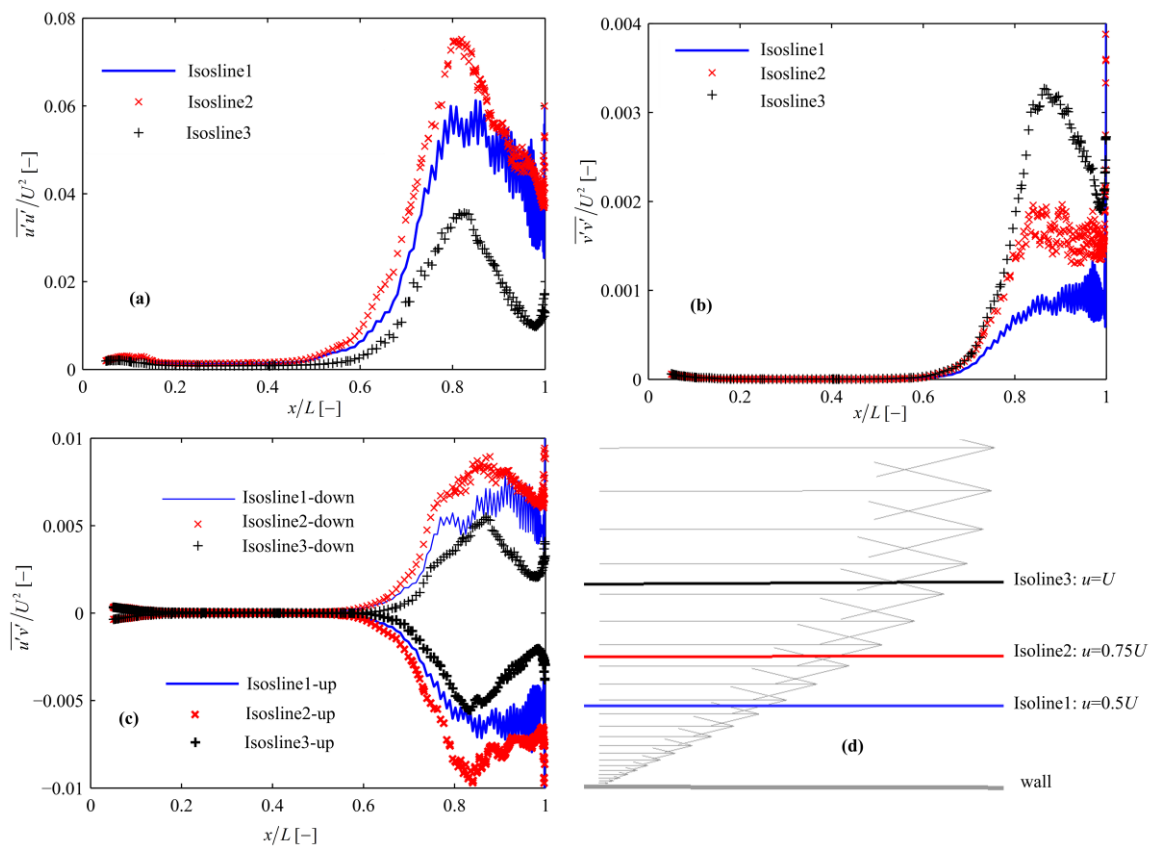 (a)
0.08
0.06
0.04
0.02
0
0 0.2 0.4 0.6 0.8 1
u'u'/U² [−]
x/L [−]
Isosline1
Isosline2
Isosline3
(b)
0.004
0.003
0.002
0.001
0
0 0.2 0.4 0.6 0.8 1
v'v'/U² [−]
x/L [−]
Isosline1
Isosline2
Isosline3
(c)
0.01
0.005
0
−0.005
−0.01
0 0.2 0.4 0.6 0.8 1
u'v'/U² [−]
x/L [−]
Isosline1-down
Isosline2-down
Isosline3-down
Isosline1-up
Isosline2-up
Isosline3-up
Isoline3: u=U
Isoline2: u=0.75U
Isoline1: u=0.5U
(d)
wall